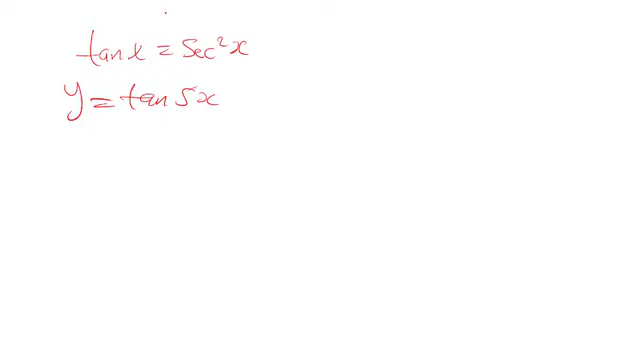 tan x = sec²x
y = tan 5x